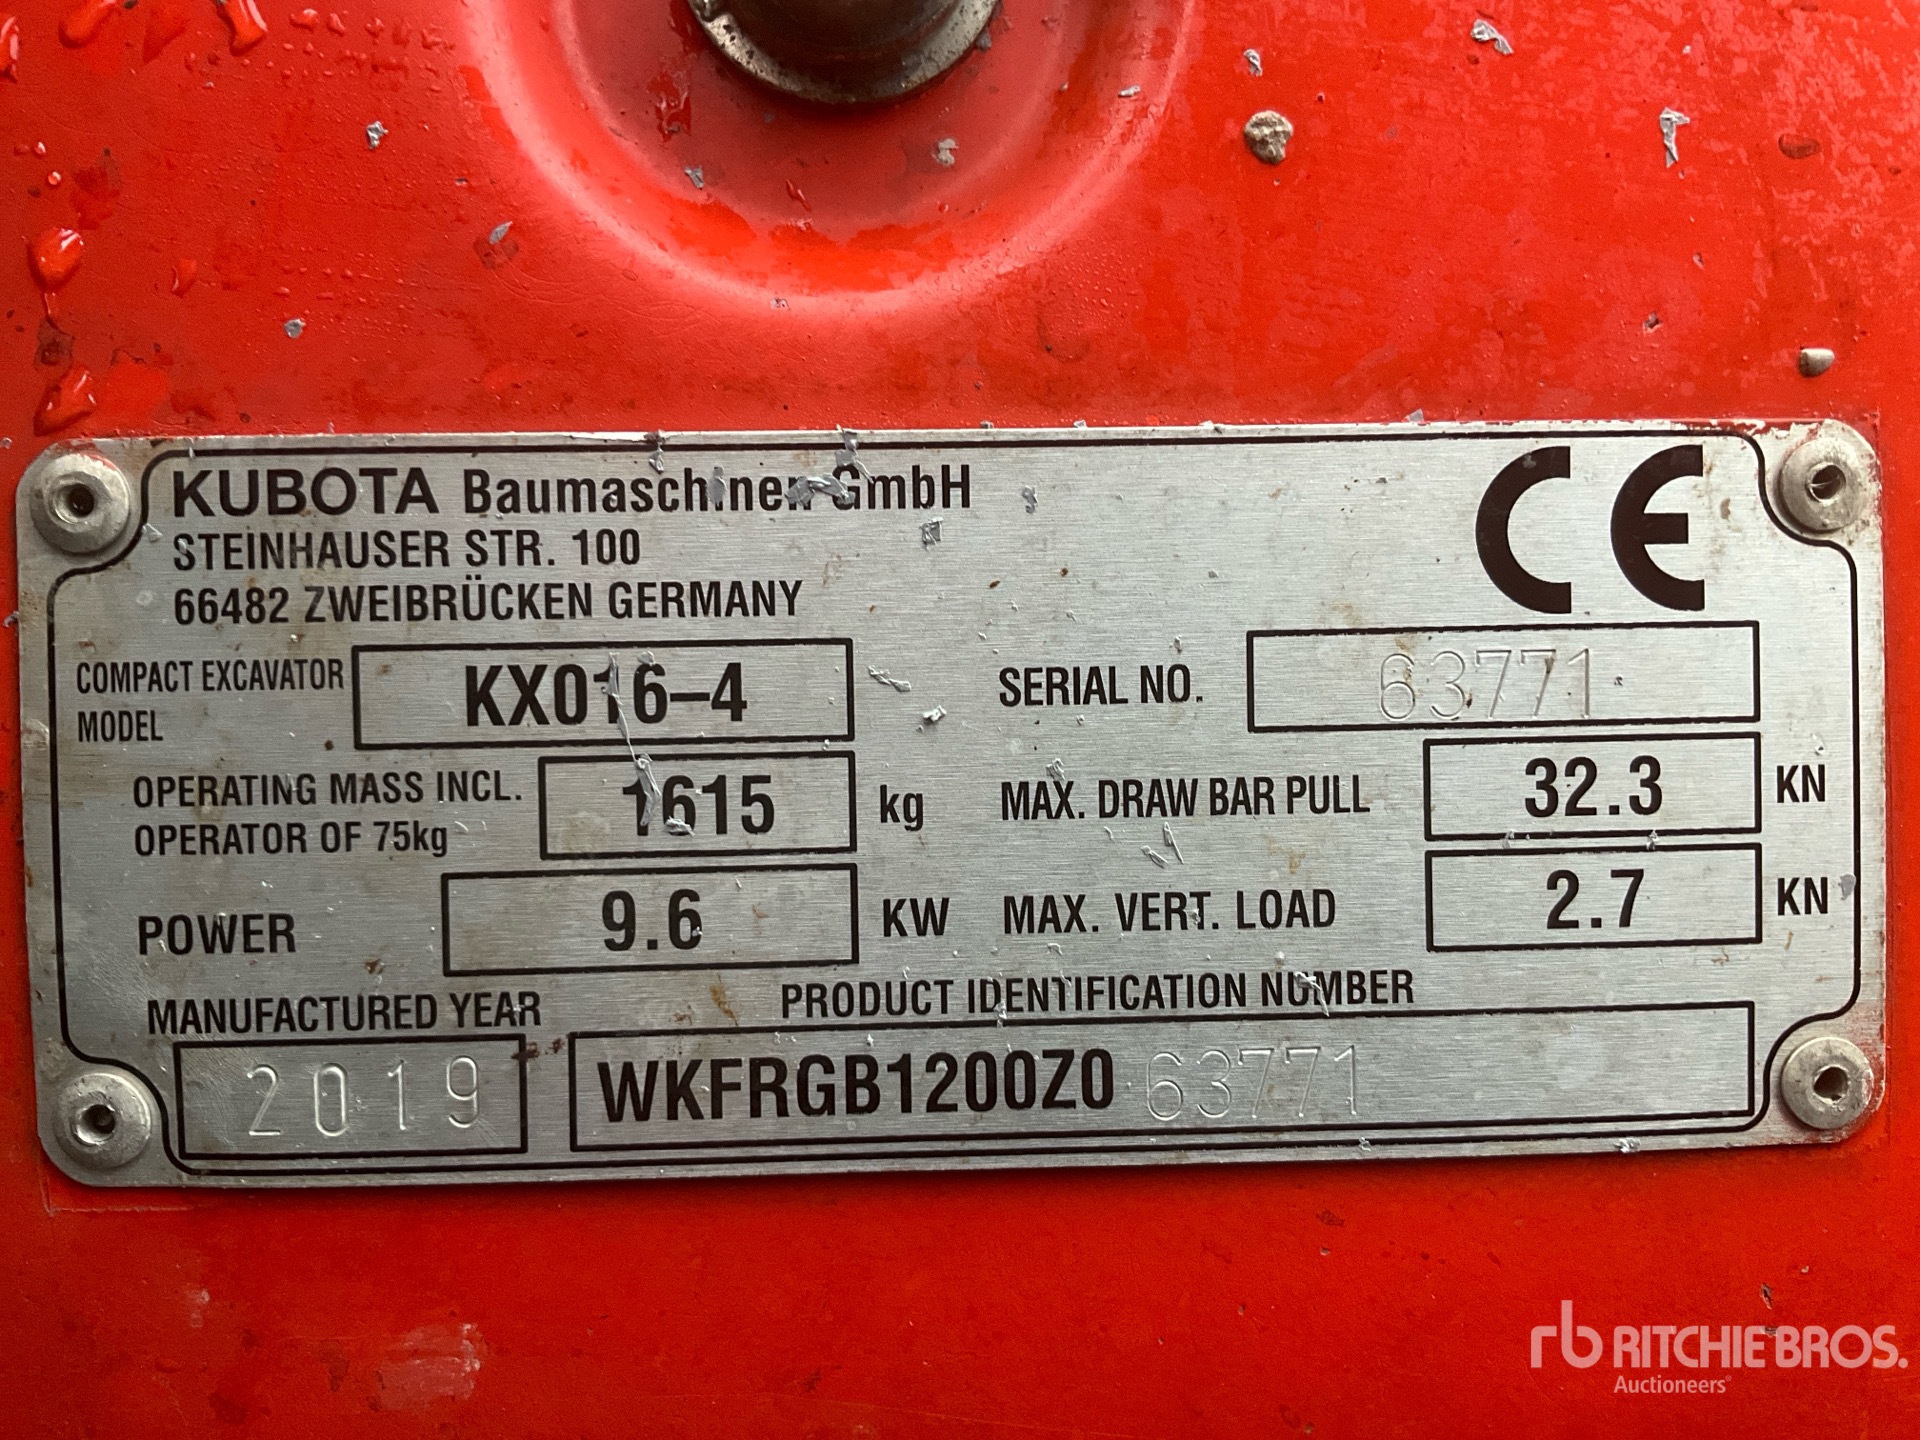 KUBOTA Baumaschinen GmbH
STEINHAUSER STR. 100
66482 ZWEIBRÜCKEN GERMANY
CE
COMPACT EXCAVATOR
MODEL
KX016-4
SERIAL NO.
63771
OPERATING MASS INCL.
OPERATOR OF 75kg
1615 kg
MAX. DRAW BAR PULL 32.3 KN
POWER 9.6 KW
MAX. VERT. LOAD 2.7 KN
MANUFACTURED YEAR
2019
PRODUCT IDENTIFICATION NUMBER
WKFRGB1200Z063771
rb RITCHIE BROS.
Auctioneers